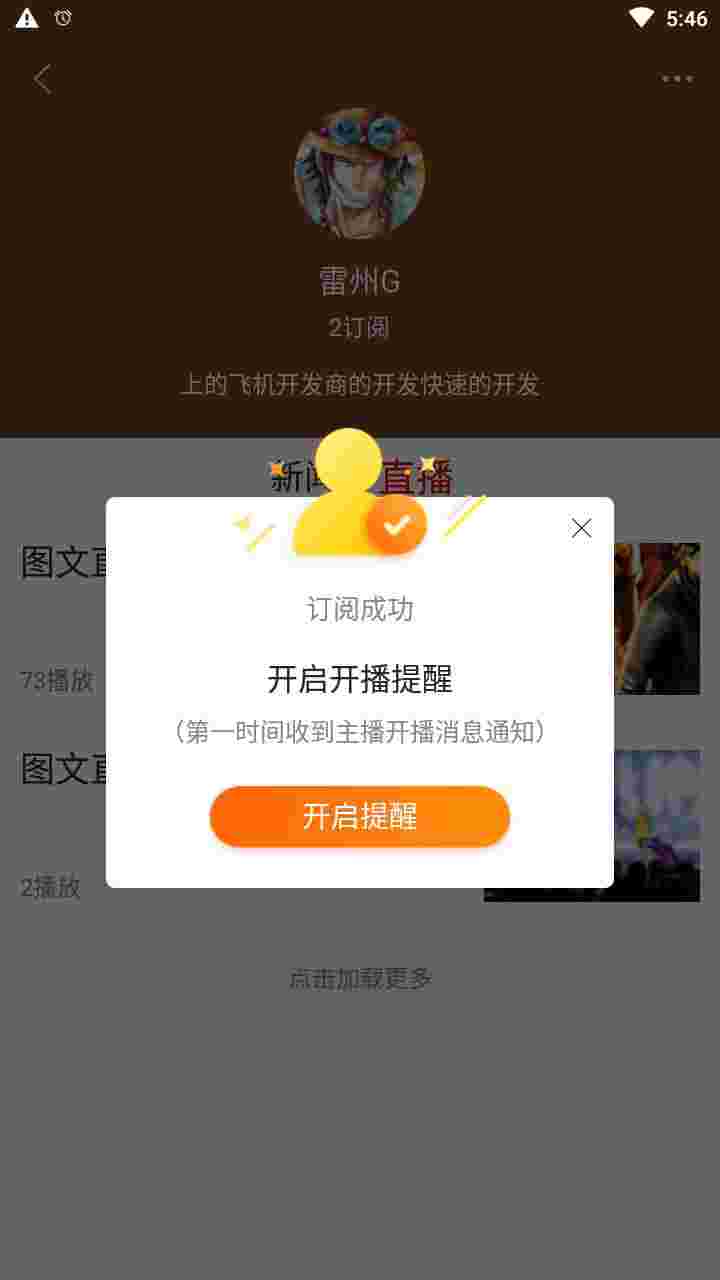 5:46
雷州G
2订阅
上的飞机开发商的开发快速的开发
新闻 直播
图文直
73播放
订阅成功
开启开播提醒
（第一时间收到主播开播消息通知）
图文直
开启提醒
2播放
点击加载更多